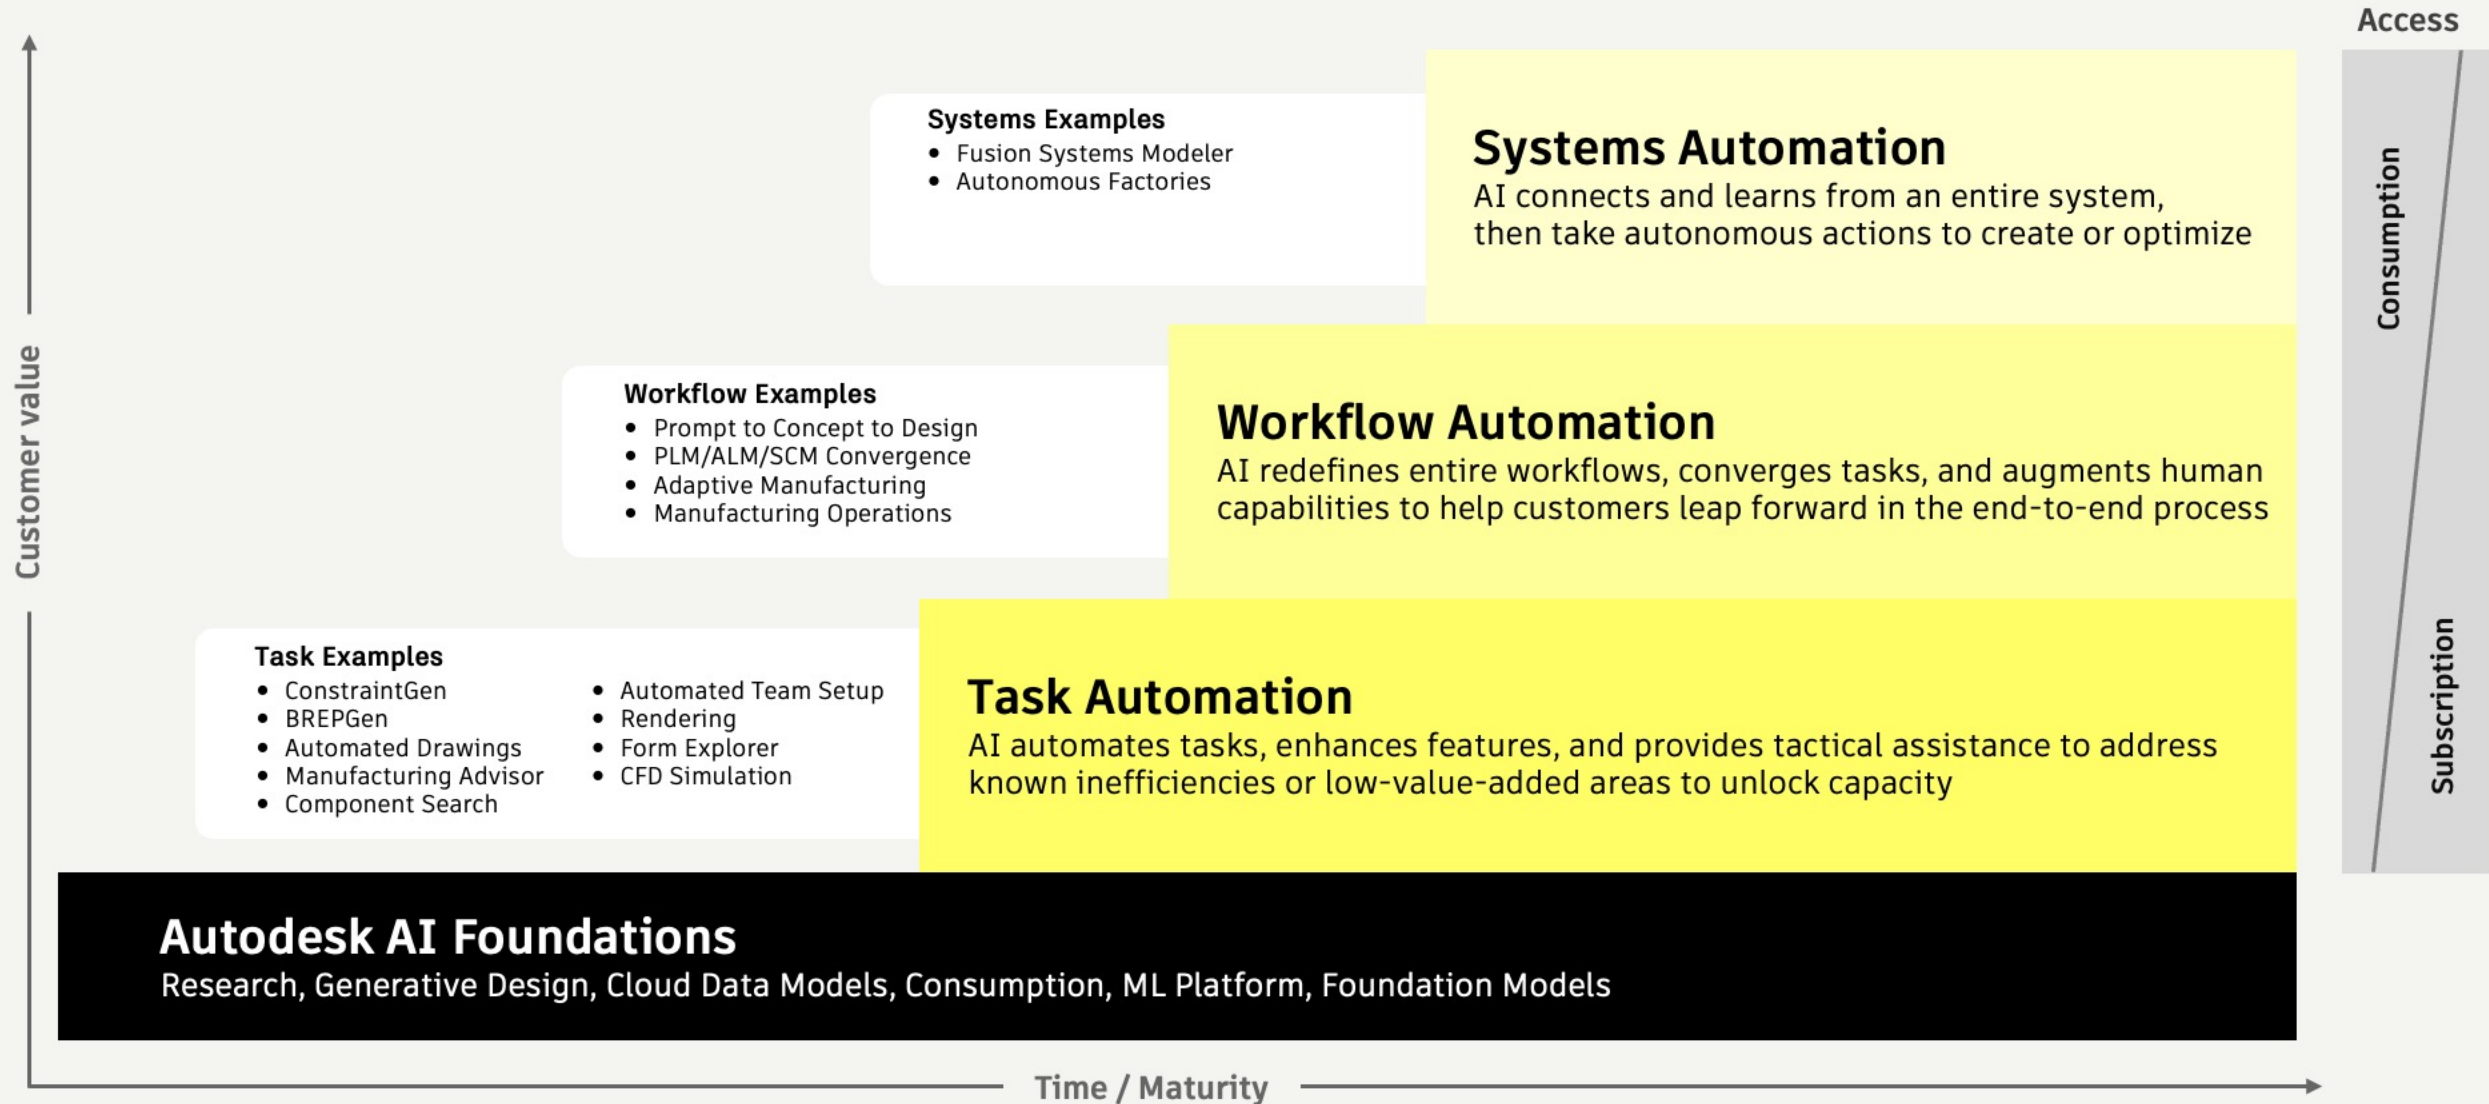 Access
Systems Examples
• Fusion Systems Modeler
• Autonomous Factories
Systems Automation
AI connects and learns from an entire system,
then take autonomous actions to create or optimize
Consumption
Customer value
Workflow Examples
• Prompt to Concept to Design
• PLM/ALM/SCM Convergence
• Adaptive Manufacturing
• Manufacturing Operations
Workflow Automation
AI redefines entire workflows, converges tasks, and augments human
capabilities to help customers leap forward in the end-to-end process
Task Examples
• ConstraintGen
• BREPGen
• Automated Drawings
• Manufacturing Advisor
• Component Search
• Automated Team Setup
• Rendering
• Form Explorer
• CFD Simulation
Task Automation
AI automates tasks, enhances features, and provides tactical assistance to address
known inefficiencies or low-value-added areas to unlock capacity
Subscription
Autodesk AI Foundations
Research, Generative Design, Cloud Data Models, Consumption, ML Platform, Foundation Models
Time / Maturity